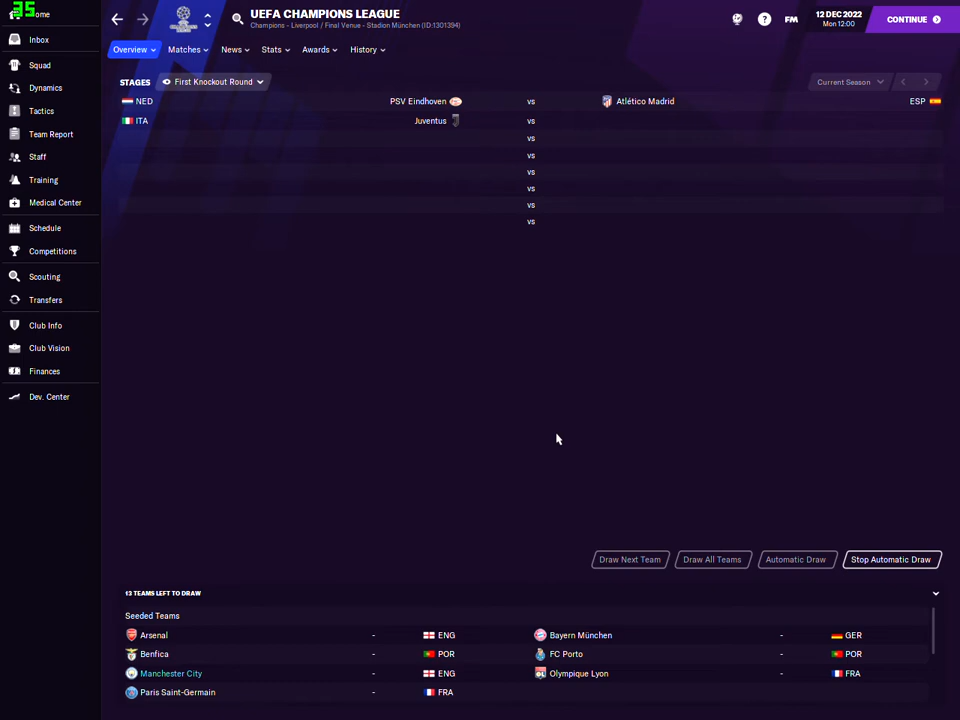 35
ome
UEFA CHAMPIONS LEAGUE
Champions - Liverpool / Final Venue - Stadion München (ID:1301394)
?
FM
12 DEC 2022
Mon 12:00
CONTINUE
Overview
Matches
News
Stats
Awards
History
Inbox
Squad
Dynamics
Tactics
Team Report
Staff
Training
Medical Center
Schedule
Competitions
Scouting
Transfers
Club Info
Club Vision
Finances
Dev. Center
STAGES First Knockout Round
Current Season
NED PSV Eindhoven vs Atlético Madrid ESP
ITA Juventus vs
vs
vs
vs
vs
vs
vs
Draw Next Team
Draw All Teams
Automatic Draw
Stop Automatic Draw
13 TEAMS LEFT TO DRAW
Seeded Teams
Arsenal - ENG Bayern München - GER
Benfica - POR FC Porto - POR
Manchester City - ENG Olympique Lyon - FRA
Paris Saint-Germain - FRA